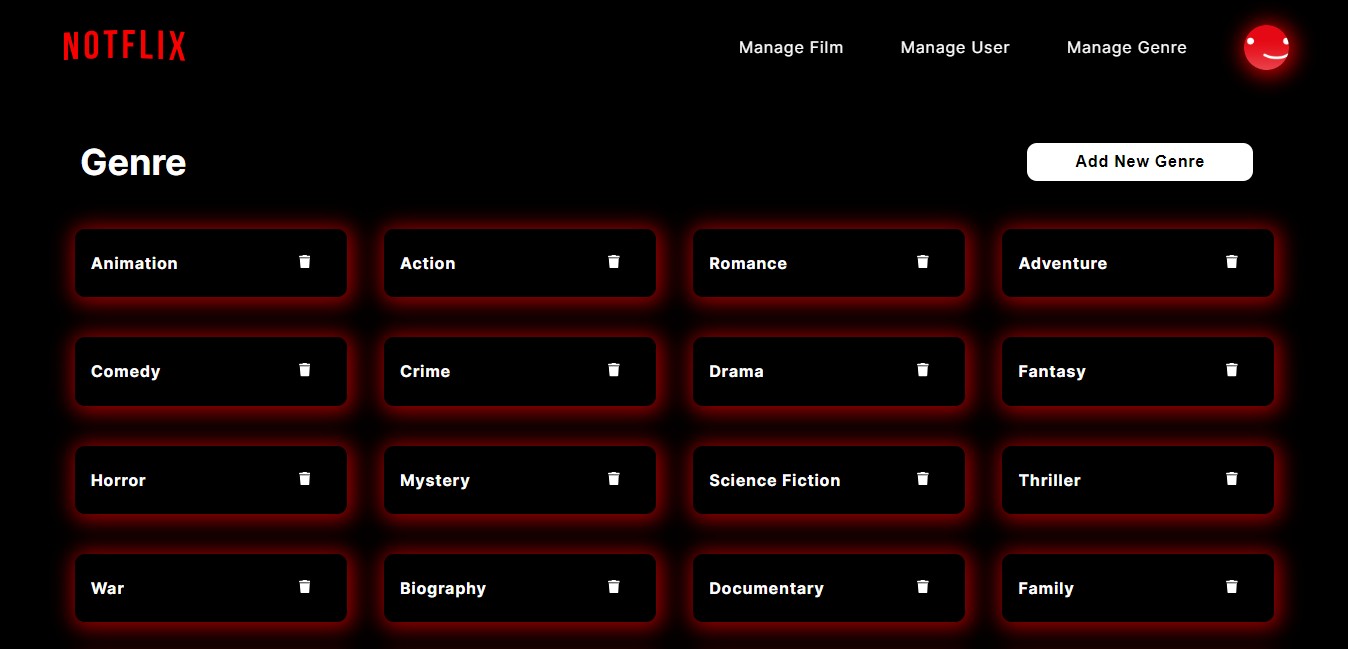 NOTFLIX
Manage Film
Manage User
Manage Genre
Genre
Add New Genre
Animation
Action
Romance
Adventure
Comedy
Crime
Drama
Fantasy
Horror
Mystery
Science Fiction
Thriller
War
Biography
Documentary
Family